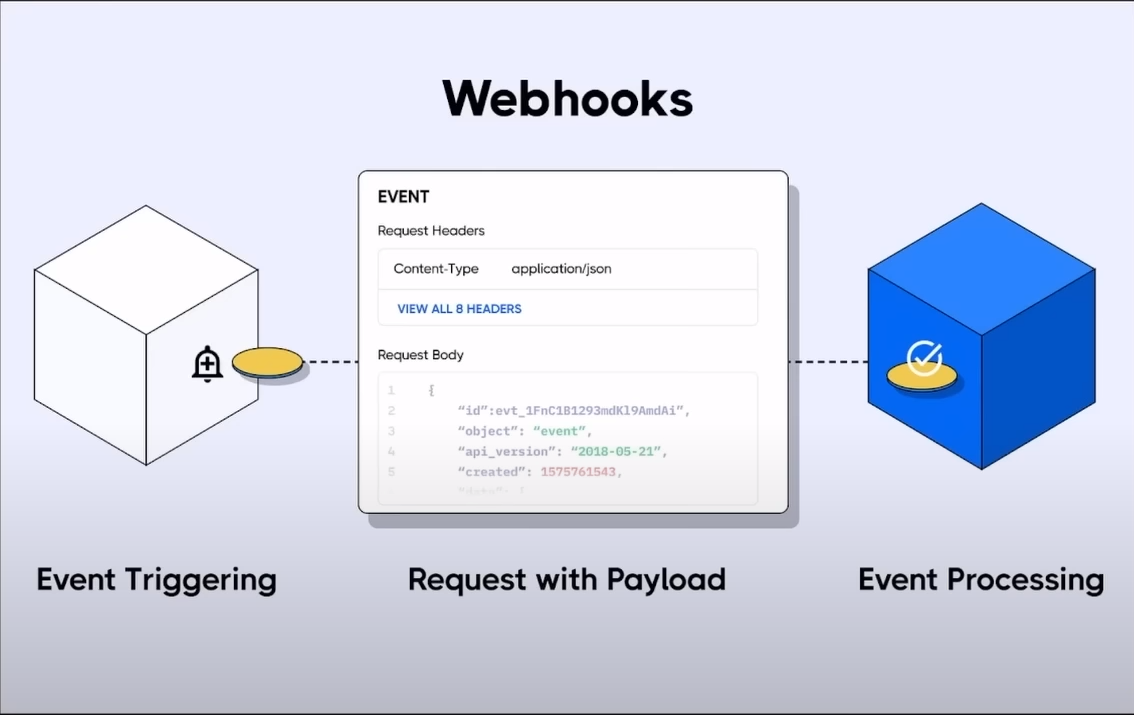 Webhooks
EVENT
Request Headers
Content-Type application/json
VIEW ALL 8 HEADERS
Request Body
1 {
2 “id”:evt_1FnC1B1293mdKl9AmdAi”,
3 “object”: “event”,
4 “api_version”: “2018-05-21”,
5 “created”: 1575761543,
“data”: {
Event Triggering
Request with Payload
Event Processing